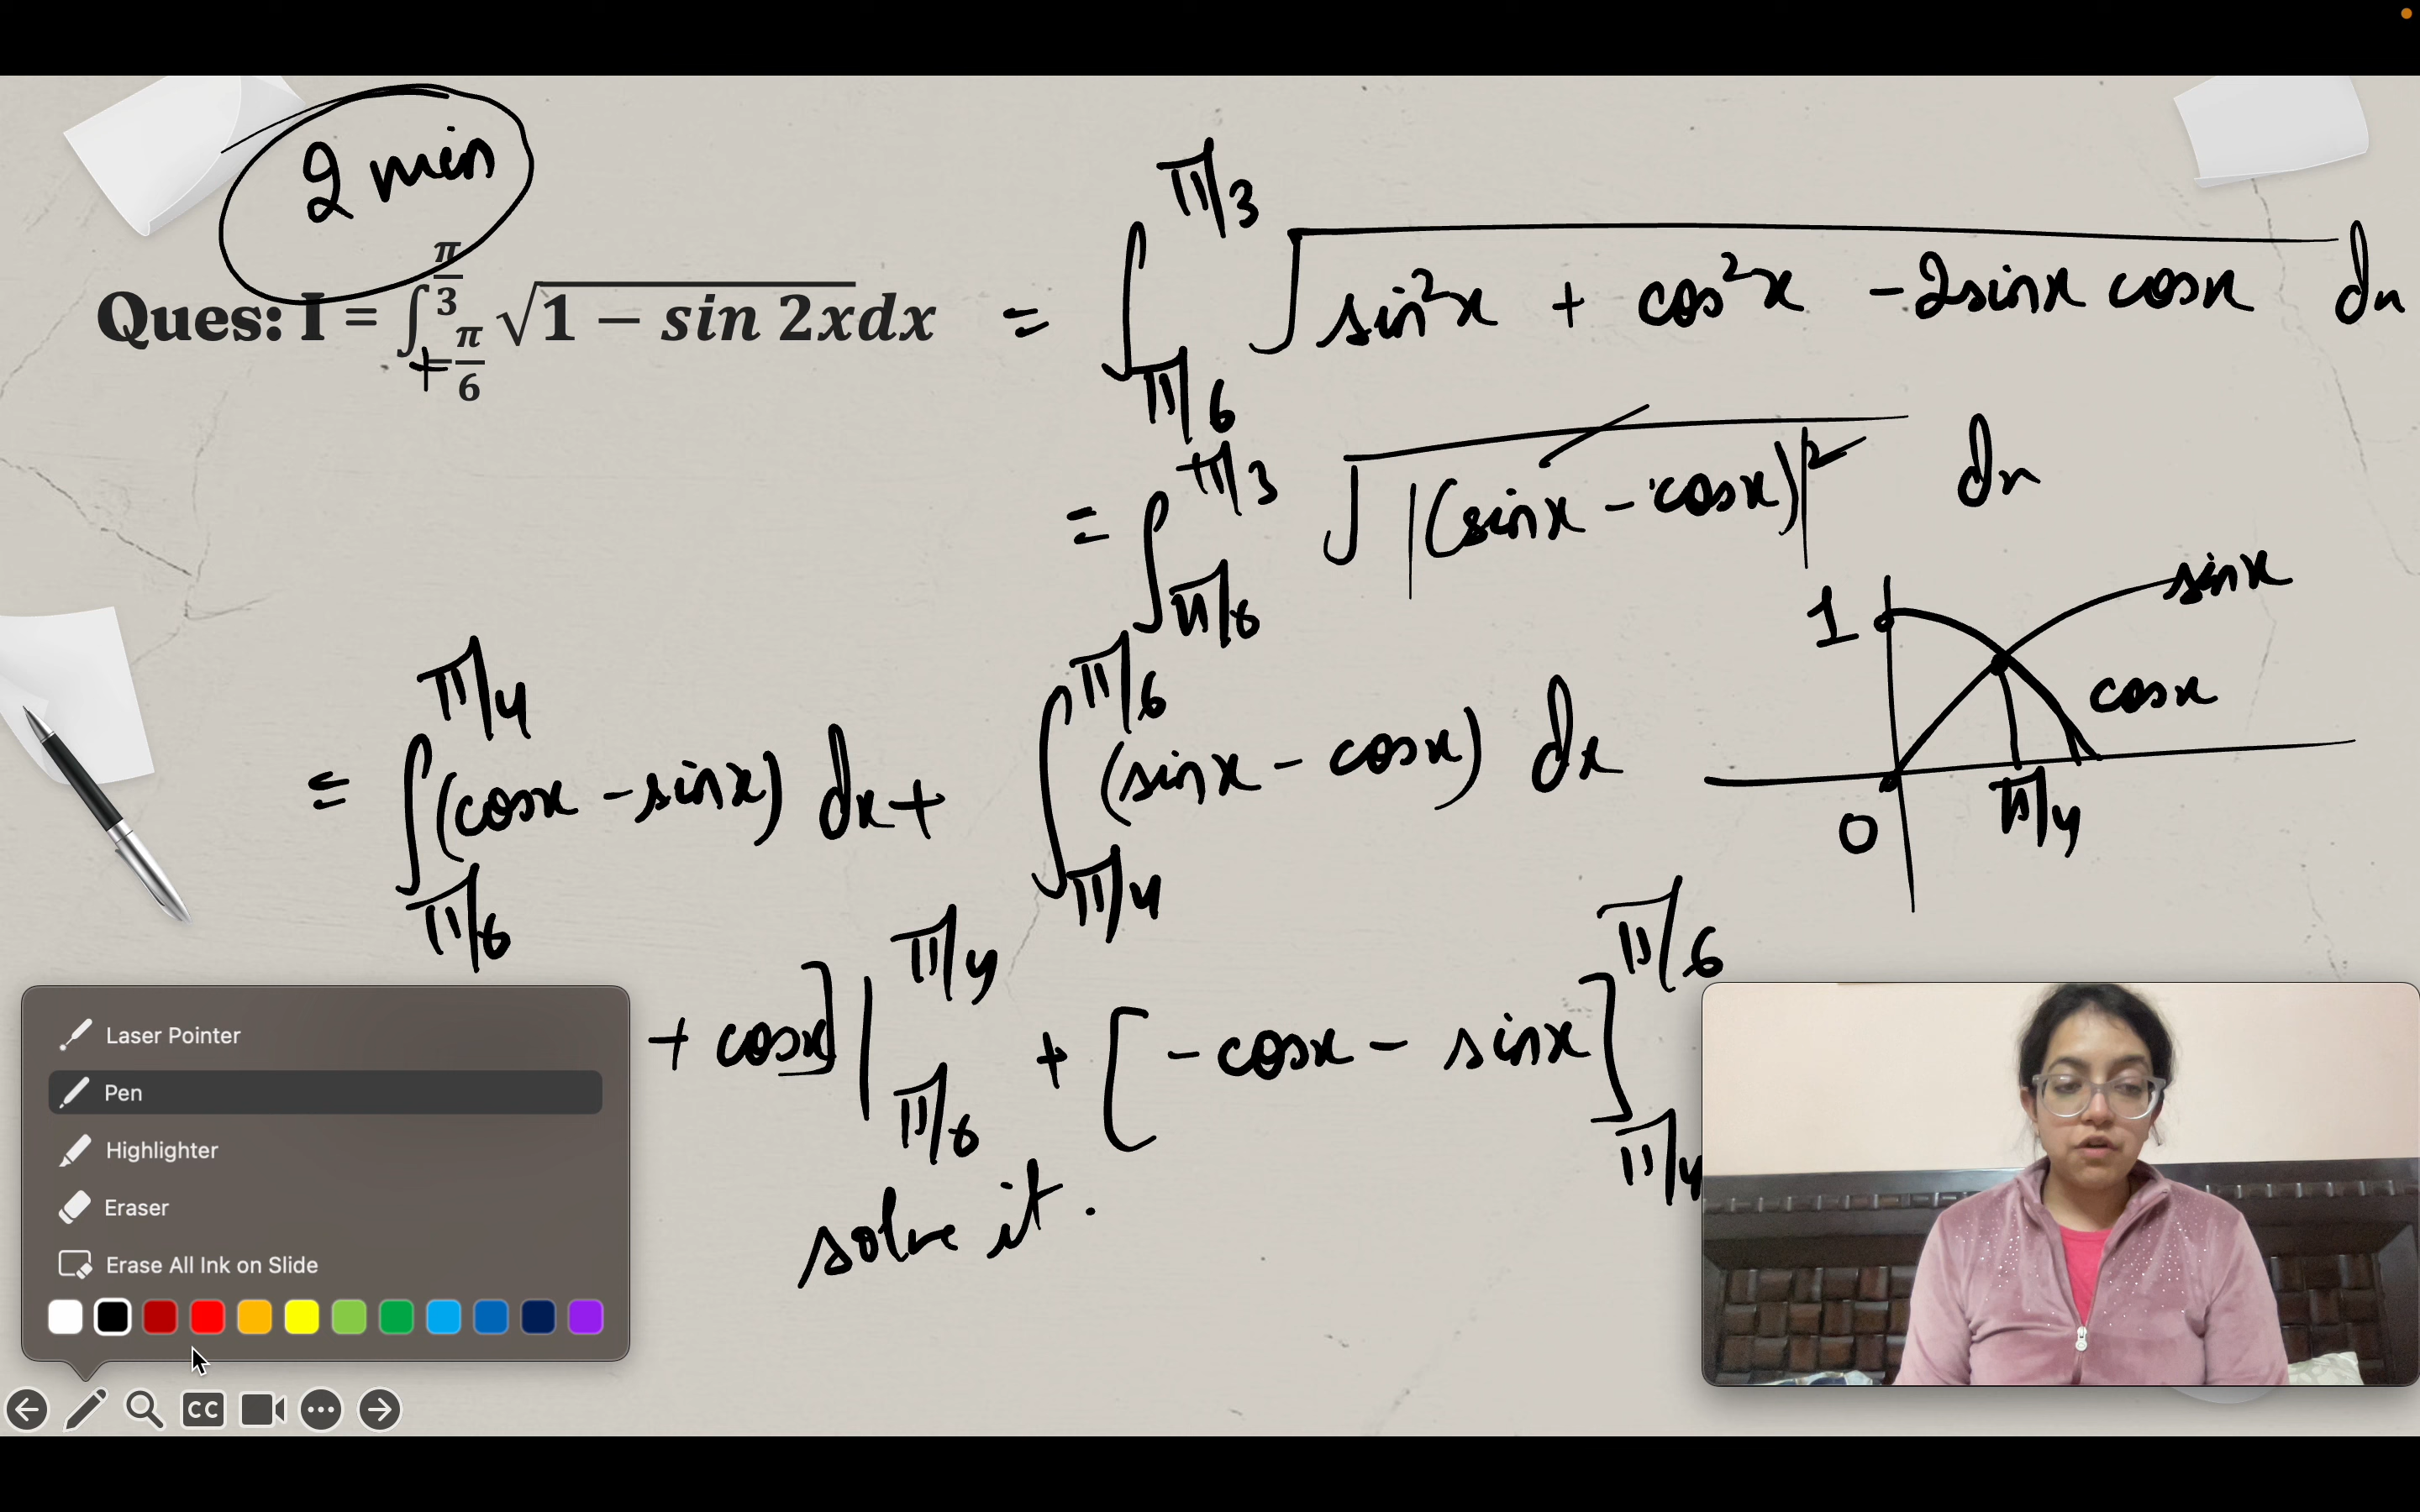 2 min
Ques: I = ∫_{+π/6}^{π/3} √(1 − sin 2x) dx = ∫_{π/6}^{π/3} √(sin²x + cos²x − 2sinx cosx) dx
= ∫_{π/6}^{π/3} √|(sinx − cosx)|² dx
1
sinx
cosx
0
π/4
= ∫_{π/6}^{π/4} (cosx − sinx) dx + ∫_{π/4}^{π/6} (sinx − cosx) dx
+ cosx] |_{π/6}^{π/4} + [−cosx − sinx]_{π/4}^{π/6}
solve it.
Laser Pointer
Pen
Highlighter
Eraser
Erase All Ink on Slide
CC